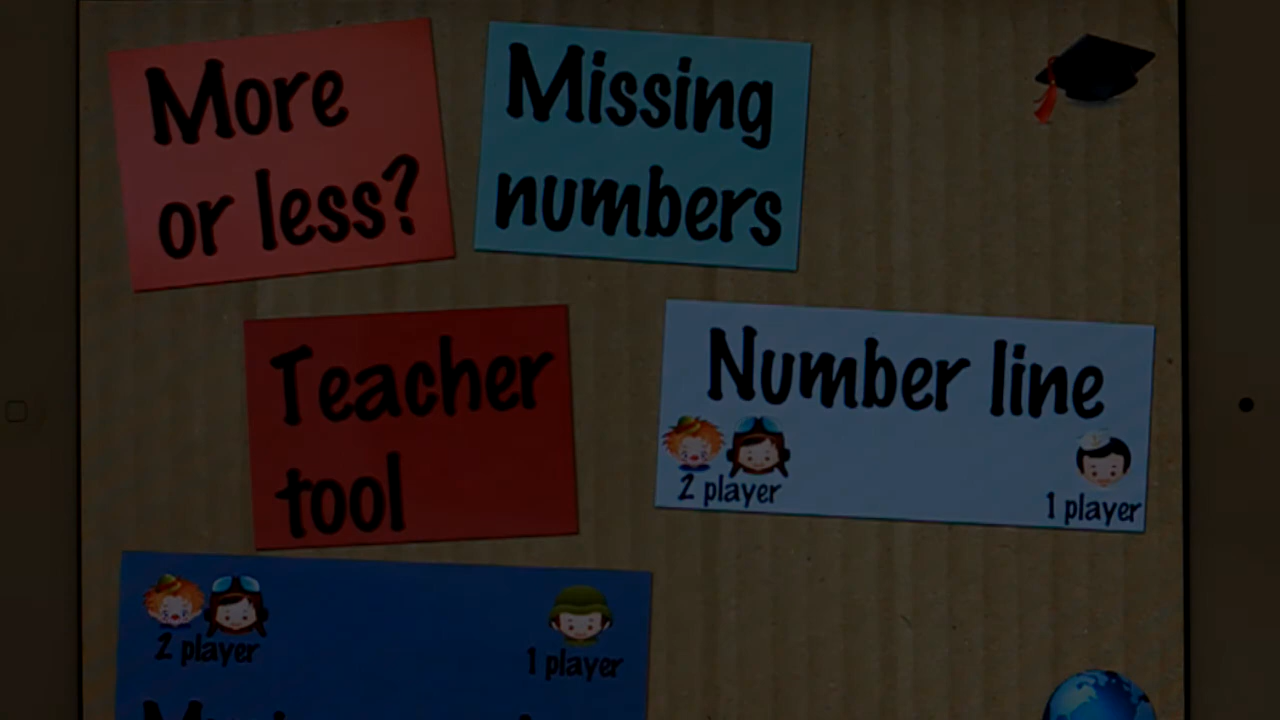 More
or less?
Missing
numbers
Teacher
tool
Number line
2 player
1 player
2 player
1 player